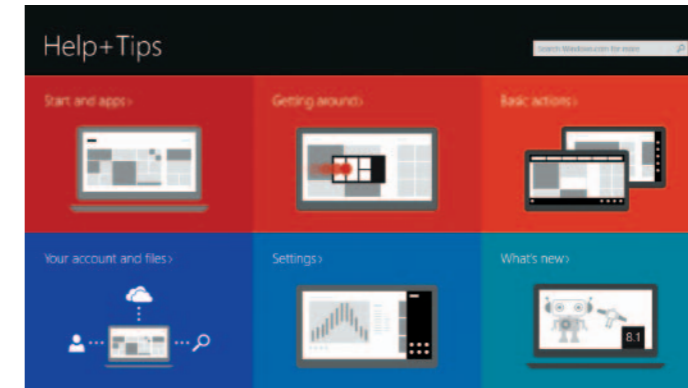 Help+Tips
Search Windows.com for more
Start and apps>
Getting around>
Basic actions>
Your account and files>
Settings>
What's new>
8.1